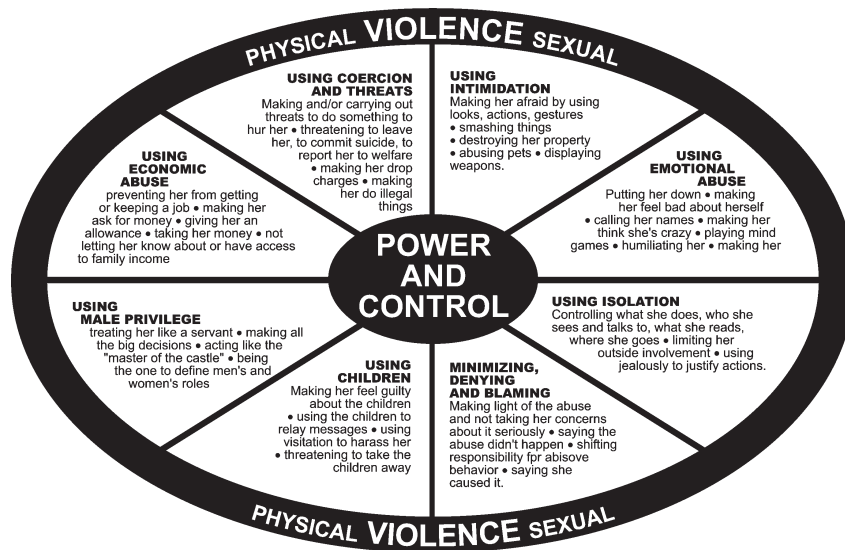 PHYSICAL VIOLENCE SEXUAL
USING COERCION
AND THREATS
Making and/or carrying out
threats to do something to
hur her • threatening to leave
her, to commit suicide, to
report her to welfare
• making her drop
charges • making
her do illegal
things
USING
INTIMIDATION
Making her afraid by using
looks, actions, gestures
• smashing things
• destroying her property
• abusing pets • displaying
weapons.
USING
EMOTIONAL
ABUSE
Putting her down • making
her feel bad about herself
• calling her names • making her
think she's crazy • playing mind
games • humiliating her • making her
USING ISOLATION
Controlling what she does, who she
sees and talks to, what she reads,
where she goes • limiting her
outside involvement • using
jealously to justify actions.
MINIMIZING,
DENYING
AND BLAMING
Making light of the abuse
and not taking her concerns
about it seriously • saying the
abuse didn't happen • shifting
responsibility fpr abisove
behavior • saying she
caused it.
USING
CHILDREN
Making her feel guilty
about the children
• using the children to
relay messages • using
visitation to harass her
• threatening to take the
children away
USING
MALE PRIVILEGE
treating her like a servant • making all
the big decisions • acting like the
"master of the castle" • being
the one to define men's and
women's roles
USING
ECONOMIC
ABUSE
preventing her from getting
or keeping a job • making her
ask for money • giving her an
allowance • taking her money • not
letting her know about or have access
to family income
POWER
AND
CONTROL
PHYSICAL VIOLENCE SEXUAL